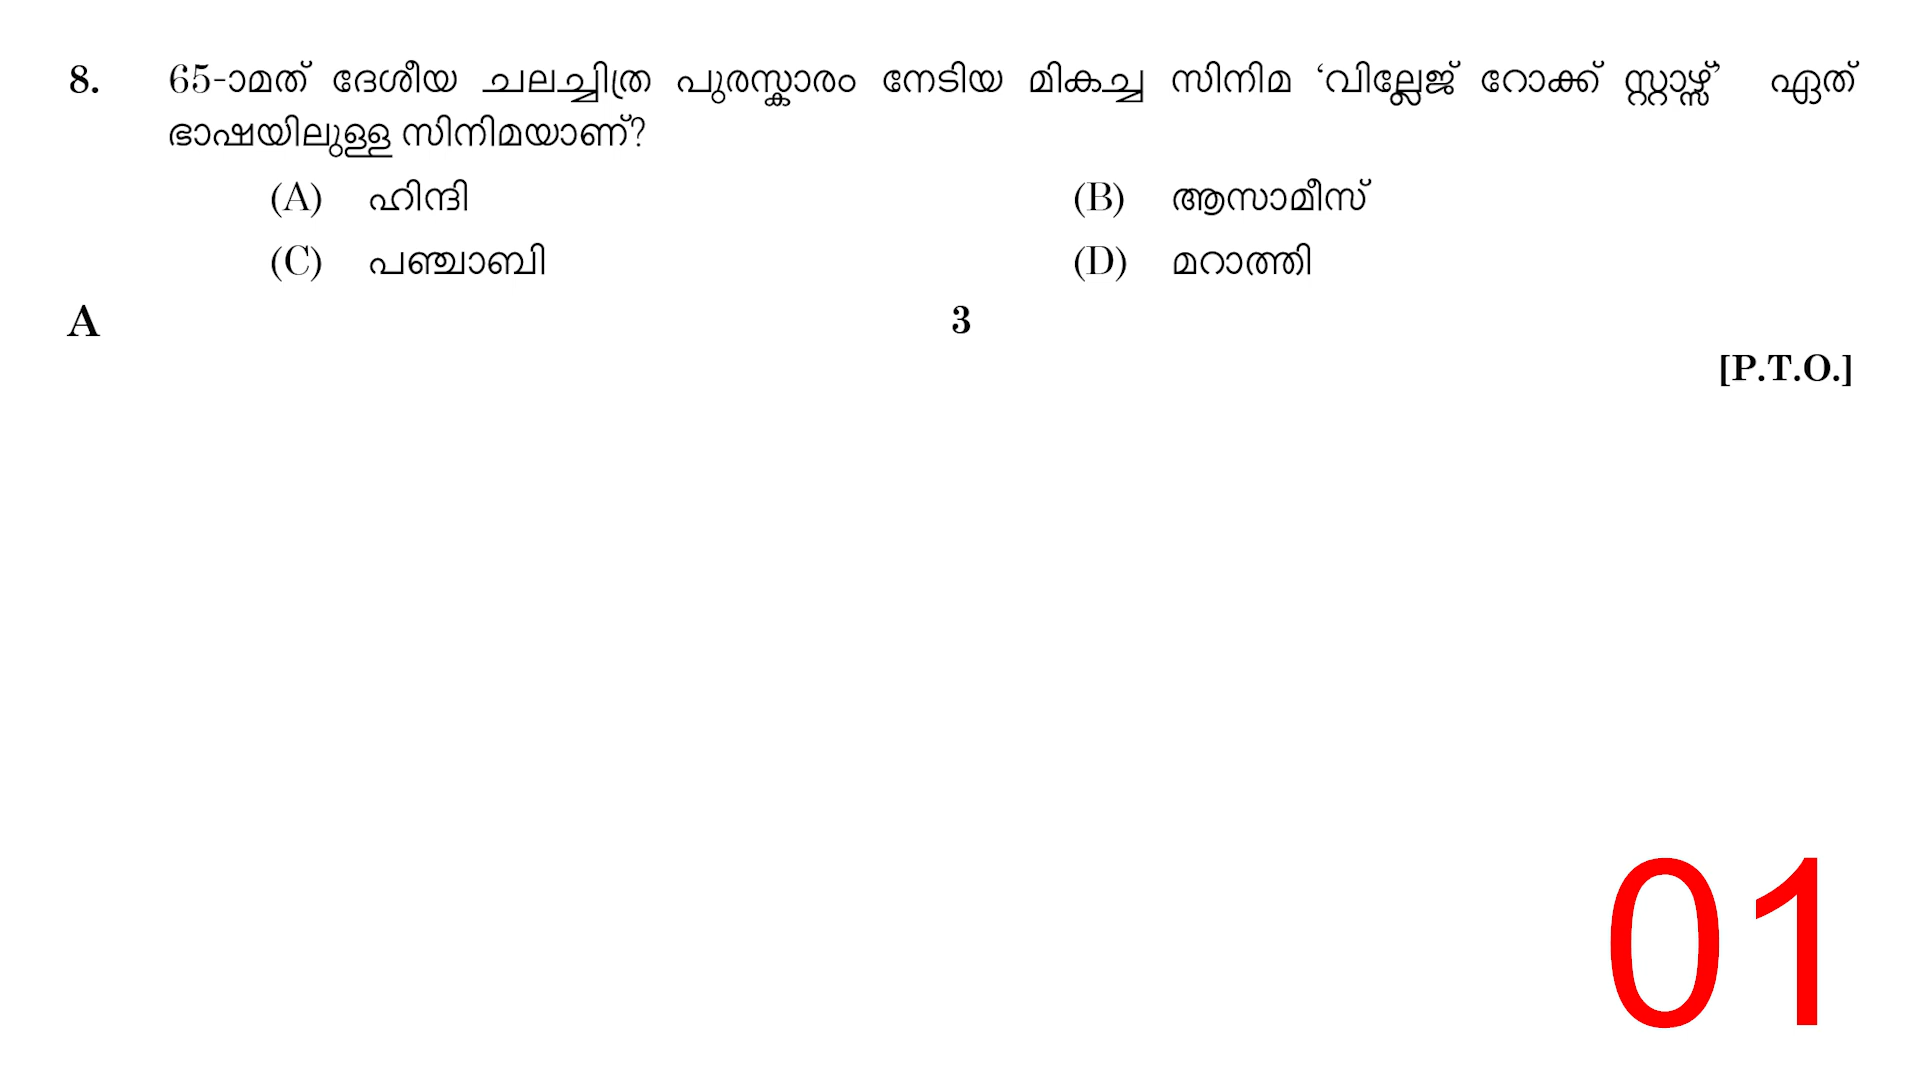 8. 65-ാമത് ദേശീയ ചലച്ചിത്ര പുരസ്കാരം നേടിയ മികച്ച സിനിമ ‘വില്ലേജ് റോക്ക് സ്റ്റാഴ്സ്’ ഏത്
ഭാഷയിലുള്ള സിനിമയാണ്?
(A) ഹിന്ദി (B) ആസാമീസ്
(C) പഞ്ചാബി (D) മറാത്തി
A 3
[P.T.O.]
01